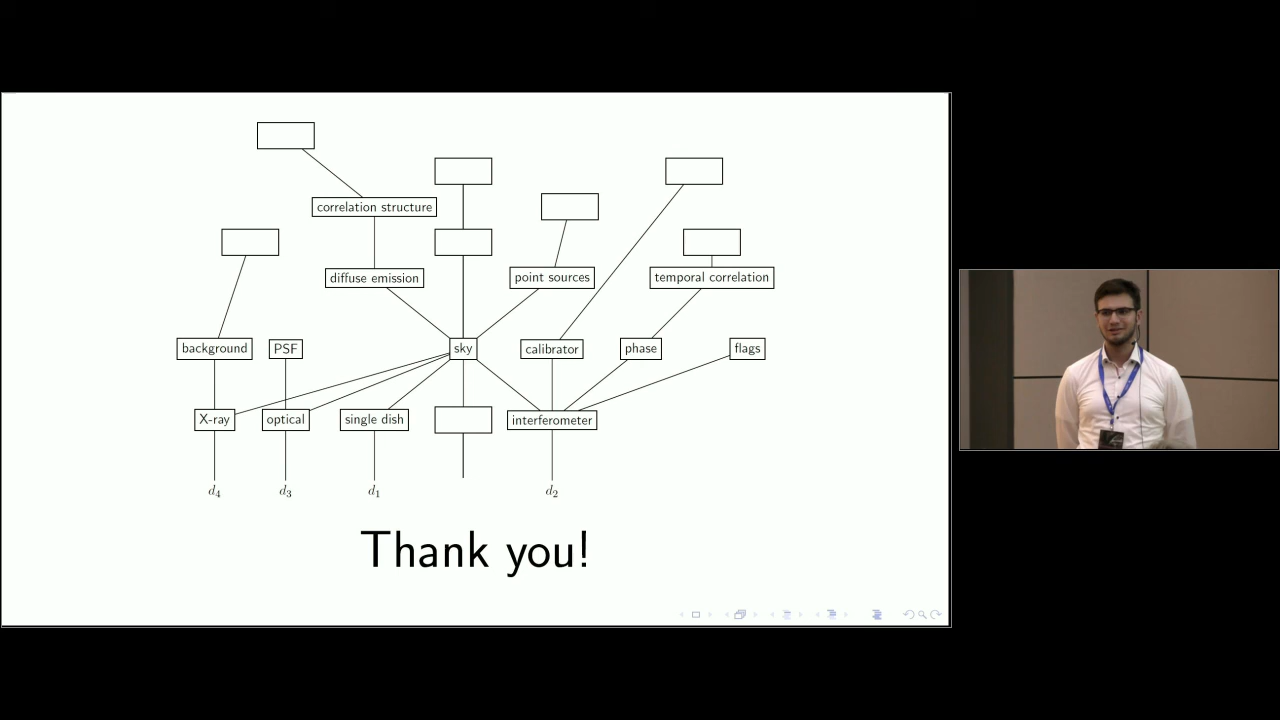 correlation structure
diffuse emission
point sources
temporal correlation
background
PSF
sky
calibrator
phase
flags
X-ray
optical
single dish
interferometer
d4
d3
d1
d2
Thank you!